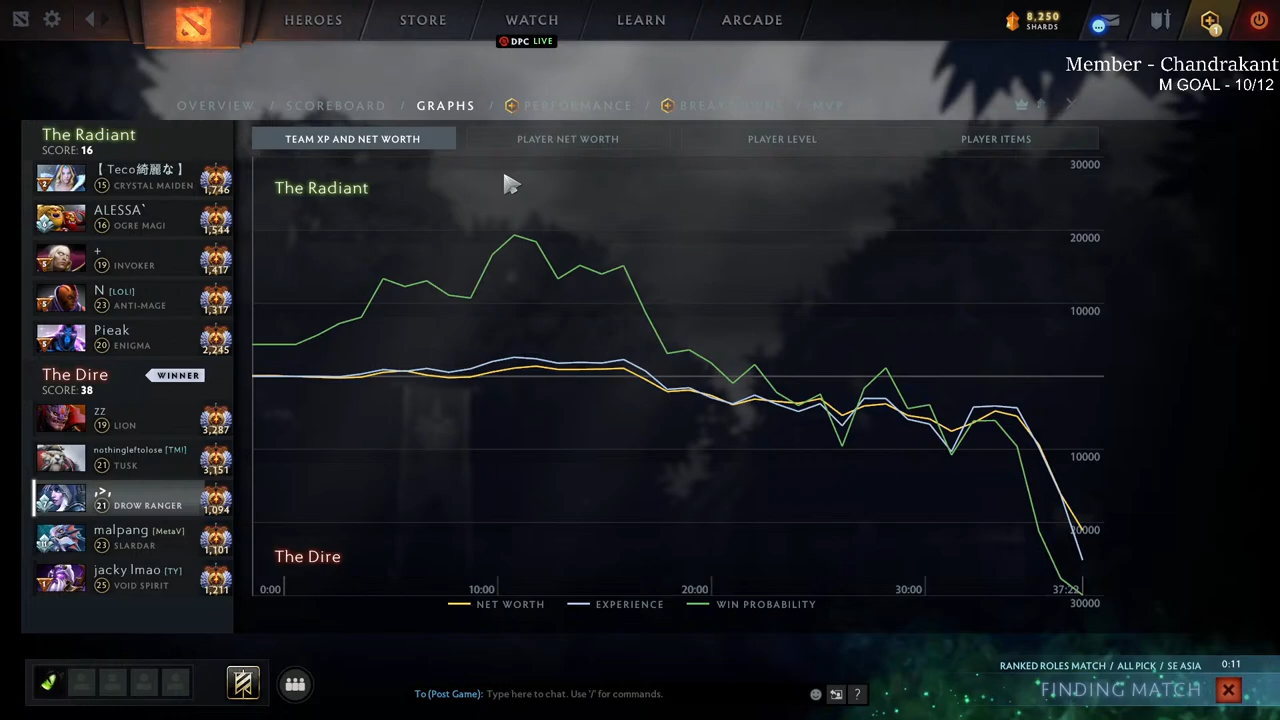 HEROES
STORE
WATCH
LEARN
ARCADE
8,250
SHARDS
1
DPC LIVE
Member - Chandrakant
M GOAL - 10/12
OVERVIEW / SCOREBOARD / GRAPHS / PERFORMANCE / BREAKDOWN / MVP
The Radiant
SCORE: 16
TEAM XP AND NET WORTH
PLAYER NET WORTH
PLAYER LEVEL
PLAYER ITEMS
【Teco綺麗な】
15 CRYSTAL MAIDEN
1,746
ALESSA`
16 OGRE MAGI
1,544
+
19 INVOKER
1,417
N [LOL!]
23 ANTI-MAGE
1,317
Pieak
20 ENIGMA
2,245
The Dire
WINNER
SCORE: 38
zz
19 LION
3,287
nothingleftolose [TM!]
21 TUSK
3,151
21 DROW RANGER
1,094
malpang [MetaV]
23 SLARDAR
1,101
jacky lmao [TY]
25 VOID SPIRIT
1,211
The Radiant
30000
20000
10000
10000
20000
30000
The Dire
0:00
10:00
20:00
30:00
37:22
NET WORTH
EXPERIENCE
WIN PROBABILITY
To (Post Game): Type here to chat. Use '/' for commands.
?
RANKED ROLES MATCH / ALL PICK / SE ASIA
0:11
FINDING MATCH